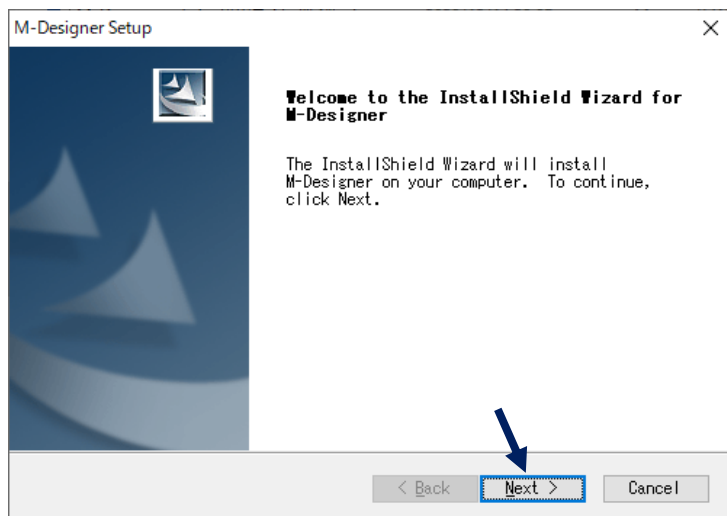 M-Designer Setup
Welcome to the InstallShield Wizard for
M-Designer
The InstallShield Wizard will install
M-Designer on your computer.  To continue,
click Next.
< Back
Next >
Cancel